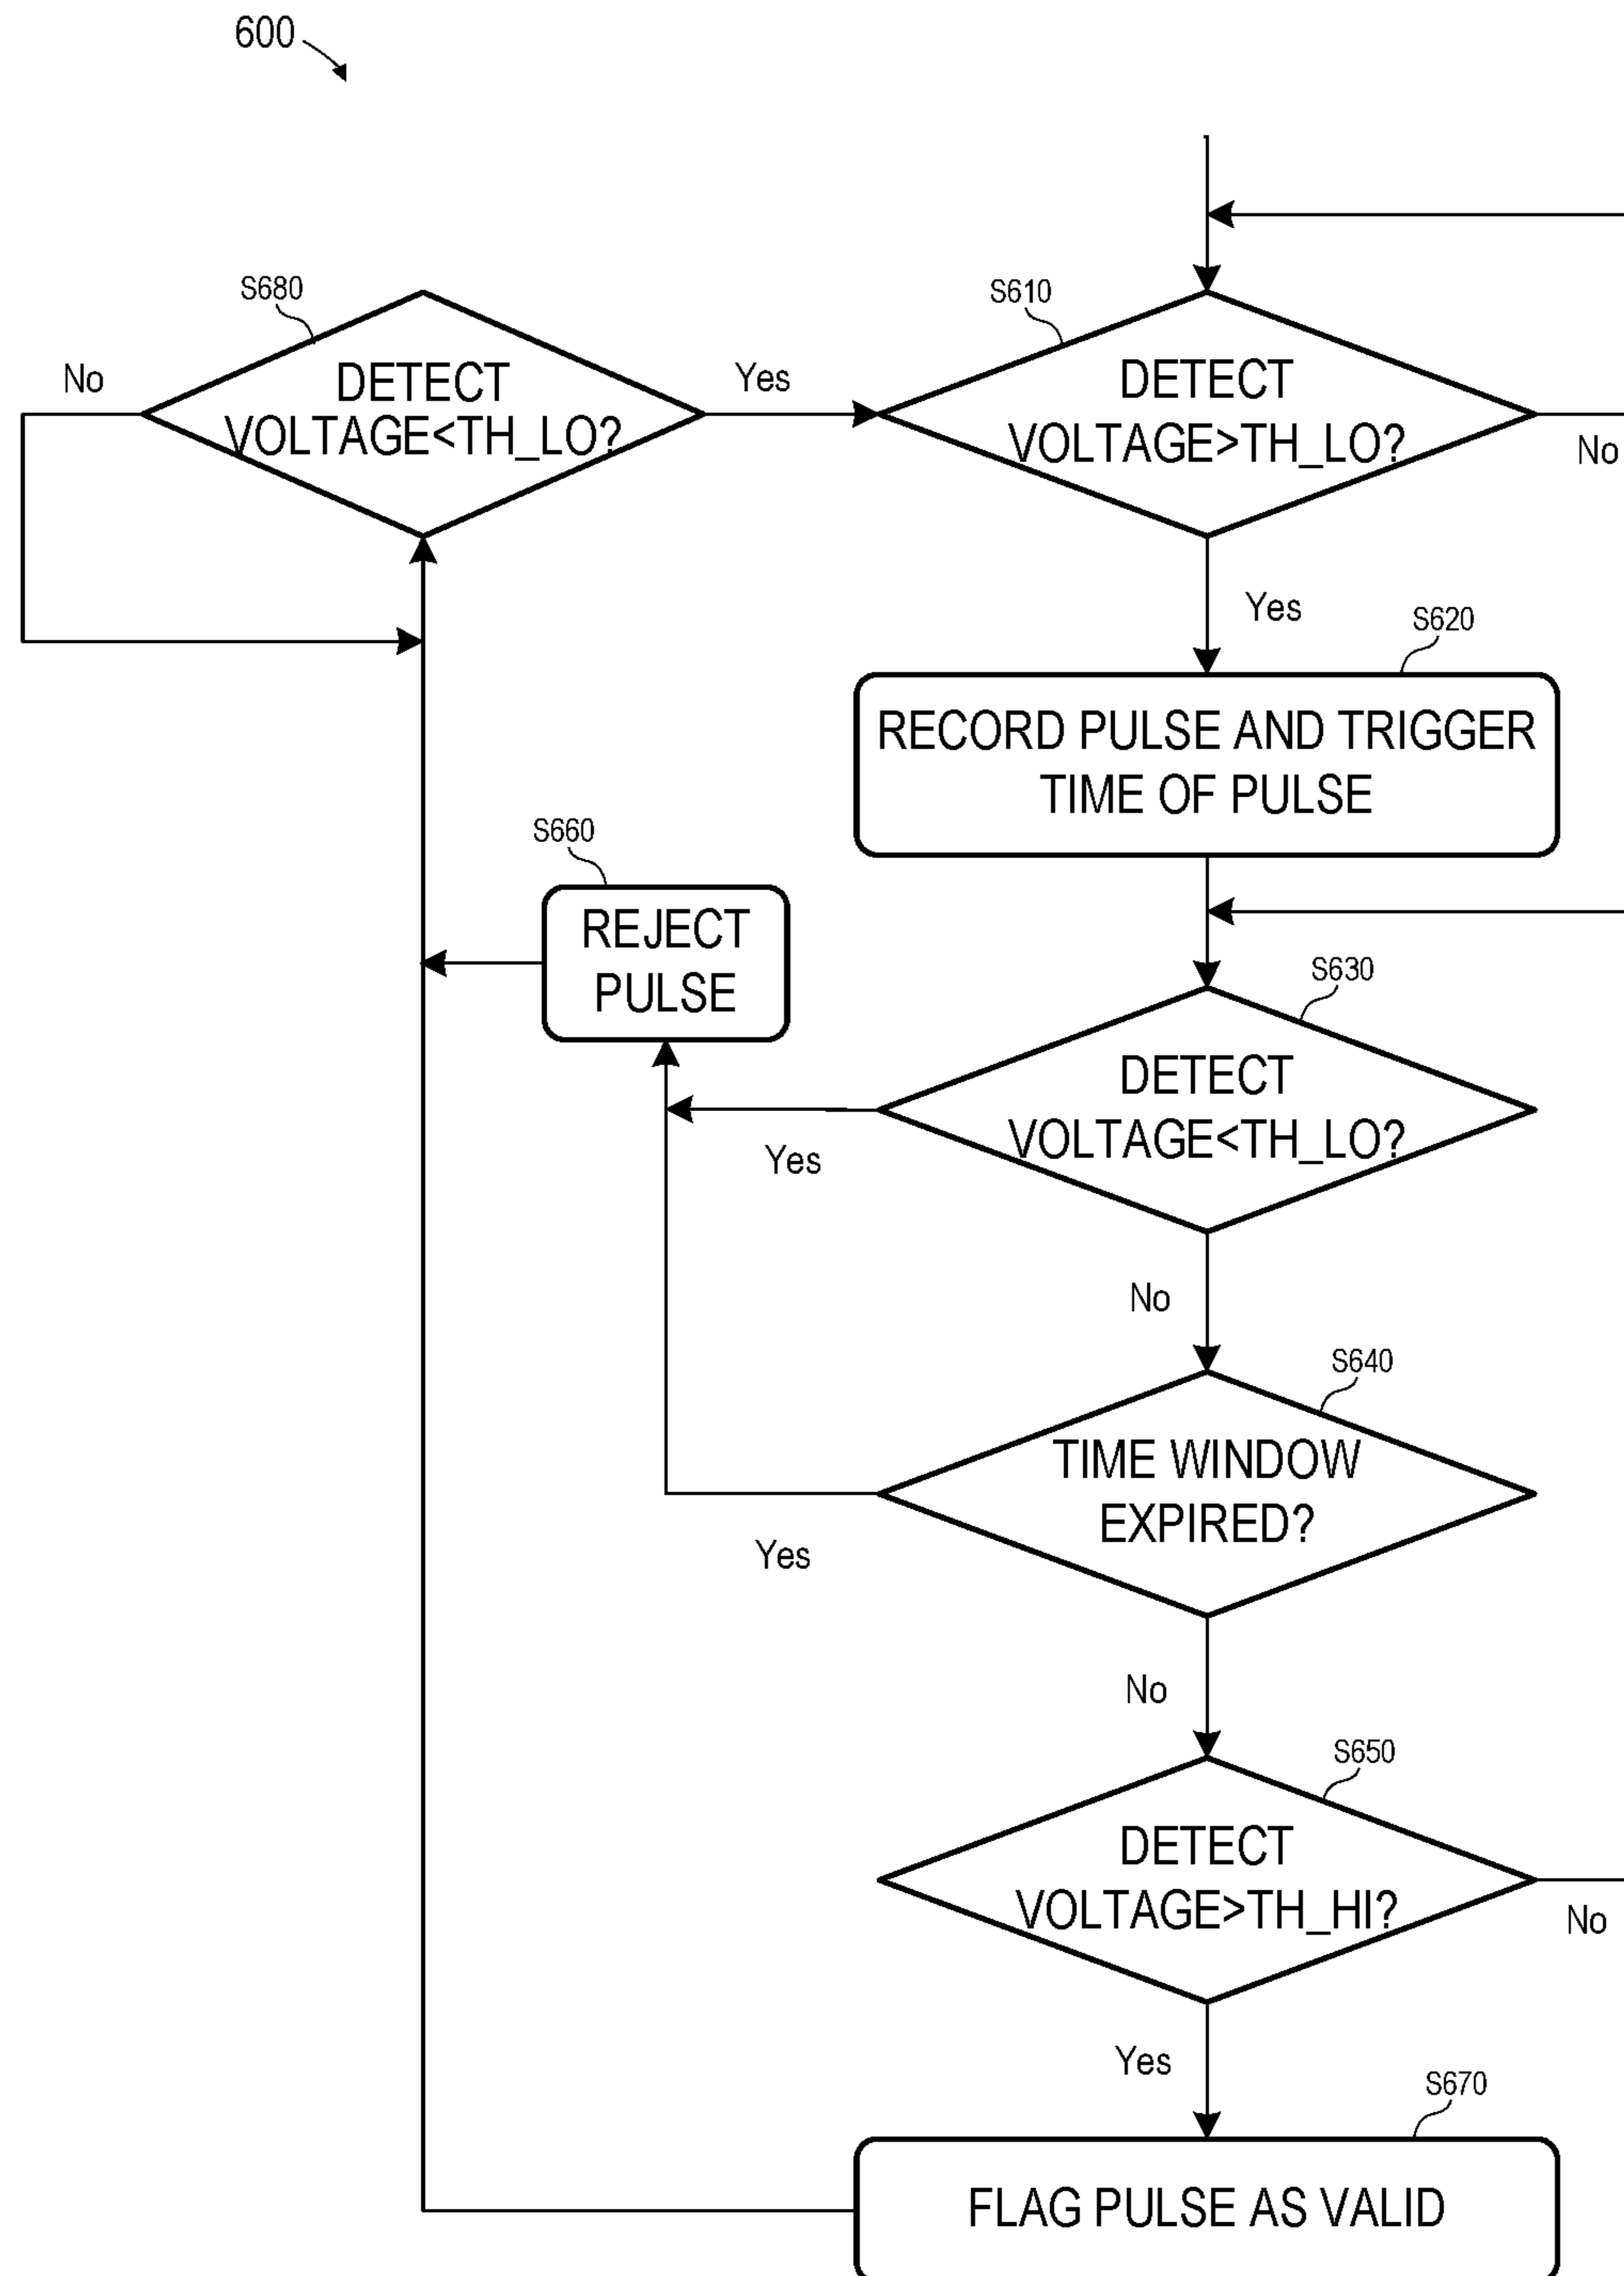 600
S680
DETECT
VOLTAGE<TH_LO?
No
Yes
S610
DETECT
VOLTAGE>TH_LO?
No
Yes
S620
RECORD PULSE AND TRIGGER
TIME OF PULSE
S660
REJECT
PULSE
S630
DETECT
VOLTAGE<TH_LO?
Yes
No
S640
TIME WINDOW
EXPIRED?
Yes
No
S650
DETECT
VOLTAGE>TH_HI?
No
Yes
S670
FLAG PULSE AS VALID